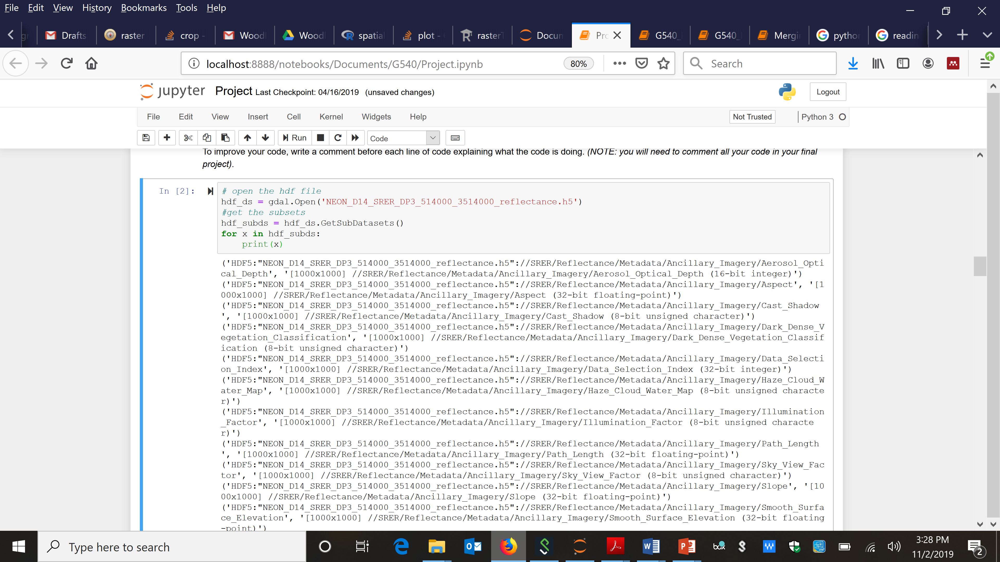 File Edit View History Bookmarks Tools Help
Drafts raster crop - Wood Wood spatial plot - raster Docum Pro G540_ G540_ Mergin python readin
localhost:8888/notebooks/Documents/G540/Project.ipynb 80% Search
jupyter Project Last Checkpoint: 04/16/2019 (unsaved changes) Logout
File Edit View Insert Cell Kernel Widgets Help Not Trusted Python 3
Run Code
To improve your code, write a comment before each line of code explaining what the code is doing. (NOTE: you will need to comment all your code in your final
project).
In [2]: # open the hdf file
hdf_ds = gdal.Open('NEON_D14_SRER_DP3_514000_3514000_reflectance.h5')
#get the subsets
hdf_subds = hdf_ds.GetSubDatasets()
for x in hdf_subds:
    print(x)
('HDF5:"NEON_D14_SRER_DP3_514000_3514000_reflectance.h5"://SRER/Reflectance/Metadata/Ancillary_Imagery/Aerosol_Opti
cal_Depth', '[1000x1000] //SRER/Reflectance/Metadata/Ancillary_Imagery/Aerosol_Optical_Depth (16-bit integer)')
('HDF5:"NEON_D14_SRER_DP3_514000_3514000_reflectance.h5"://SRER/Reflectance/Metadata/Ancillary_Imagery/Aspect', '[1
000x1000] //SRER/Reflectance/Metadata/Ancillary_Imagery/Aspect (32-bit floating-point)')
('HDF5:"NEON_D14_SRER_DP3_514000_3514000_reflectance.h5"://SRER/Reflectance/Metadata/Ancillary_Imagery/Cast_Shadow
', '[1000x1000] //SRER/Reflectance/Metadata/Ancillary_Imagery/Cast_Shadow (8-bit unsigned character)')
('HDF5:"NEON_D14_SRER_DP3_514000_3514000_reflectance.h5"://SRER/Reflectance/Metadata/Ancillary_Imagery/Dark_Dense_V
egetation_Classification', '[1000x1000] //SRER/Reflectance/Metadata/Ancillary_Imagery/Dark_Dense_Vegetation_Classif
ication (8-bit unsigned character)')
('HDF5:"NEON_D14_SRER_DP3_514000_3514000_reflectance.h5"://SRER/Reflectance/Metadata/Ancillary_Imagery/Data_Selecti
on_Index', '[1000x1000] //SRER/Reflectance/Metadata/Ancillary_Imagery/Data_Selection_Index (32-bit integer)')
('HDF5:"NEON_D14_SRER_DP3_514000_3514000_reflectance.h5"://SRER/Reflectance/Metadata/Ancillary_Imagery/Haze_Cloud_W
ater_Map', '[1000x1000] //SRER/Reflectance/Metadata/Ancillary_Imagery/Haze_Cloud_Water_Map (8-bit unsigned characte
r)')
('HDF5:"NEON_D14_SRER_DP3_514000_3514000_reflectance.h5"://SRER/Reflectance/Metadata/Ancillary_Imagery/Illumination
_Factor', '[1000x1000] //SRER/Reflectance/Metadata/Ancillary_Imagery/Illumination_Factor (8-bit unsigned characte
r)')
('HDF5:"NEON_D14_SRER_DP3_514000_3514000_reflectance.h5"://SRER/Reflectance/Metadata/Ancillary_Imagery/Path_Length
', '[1000x1000] //SRER/Reflectance/Metadata/Ancillary_Imagery/Path_Length (32-bit floating-point)')
('HDF5:"NEON_D14_SRER_DP3_514000_3514000_reflectance.h5"://SRER/Reflectance/Metadata/Ancillary_Imagery/Sky_View_Fac
tor', '[1000x1000] //SRER/Reflectance/Metadata/Ancillary_Imagery/Sky_View_Factor (8-bit unsigned character)')
('HDF5:"NEON_D14_SRER_DP3_514000_3514000_reflectance.h5"://SRER/Reflectance/Metadata/Ancillary_Imagery/Slope', '[10
00x1000] //SRER/Reflectance/Metadata/Ancillary_Imagery/Slope (32-bit floating-point)')
('HDF5:"NEON_D14_SRER_DP3_514000_3514000_reflectance.h5"://SRER/Reflectance/Metadata/Ancillary_Imagery/Smooth_Surfa
ce_Elevation', '[1000x1000] //SRER/Reflectance/Metadata/Ancillary_Imagery/Smooth_Surface_Elevation (32-bit floating
-point)')
Type here to search box 3:28 PM
11/2/2019 2